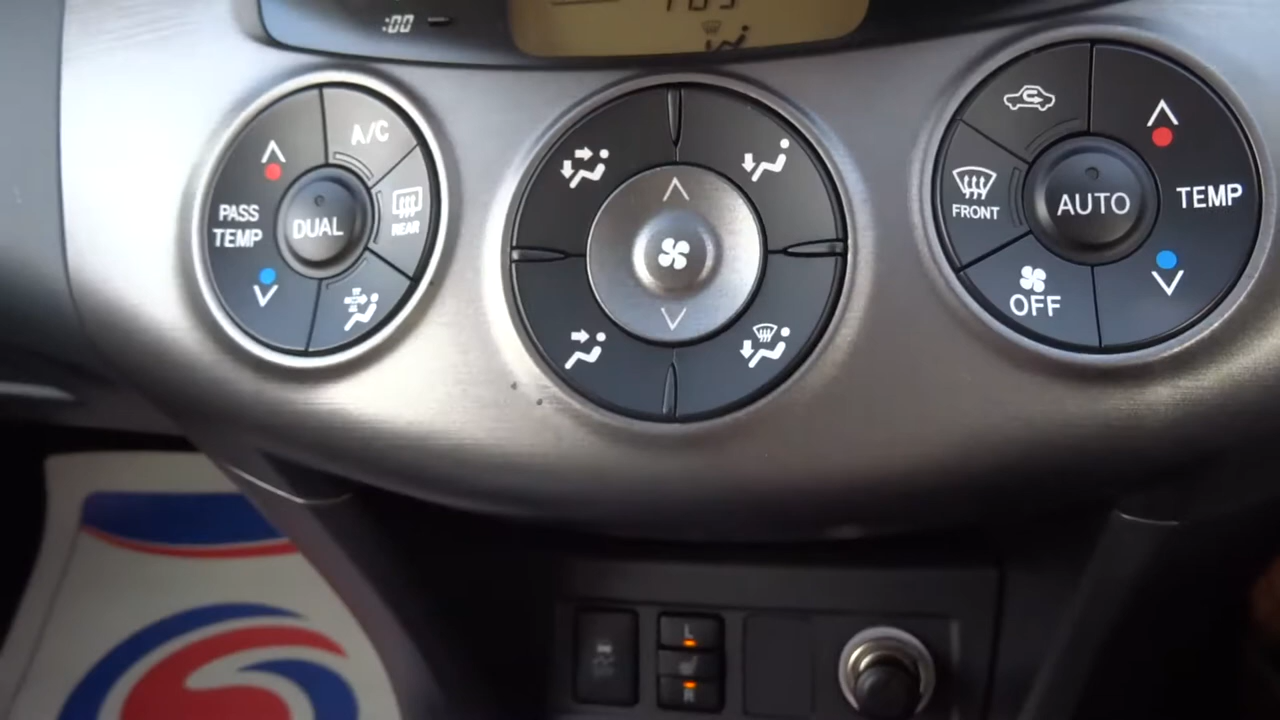 :00
A/C
PASS
TEMP
DUAL
REAR
FRONT
AUTO
TEMP
OFF
L
R